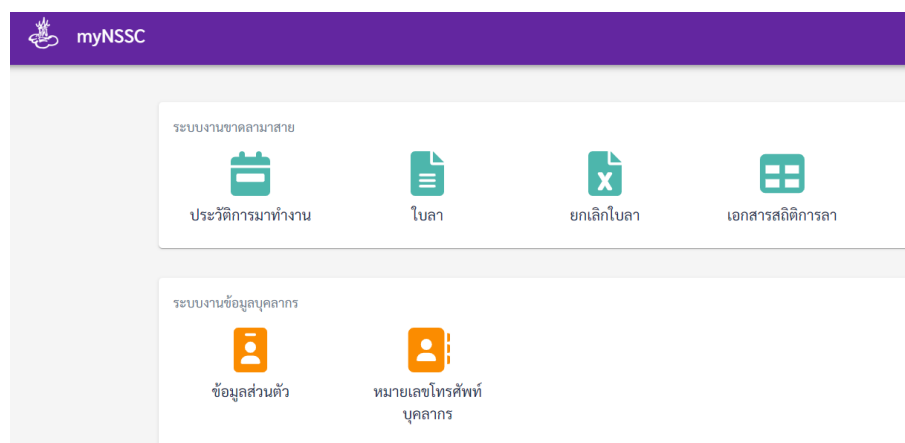 myNSSC
ระบบงานขาดลามาสาย
ประวัติการมาทำงาน
ใบลา
ยกเลิกใบลา
เอกสารสถิติการลา
ระบบงานข้อมูลบุคลากร
ข้อมูลส่วนตัว
หมายเลขโทรศัพท์
บุคลากร